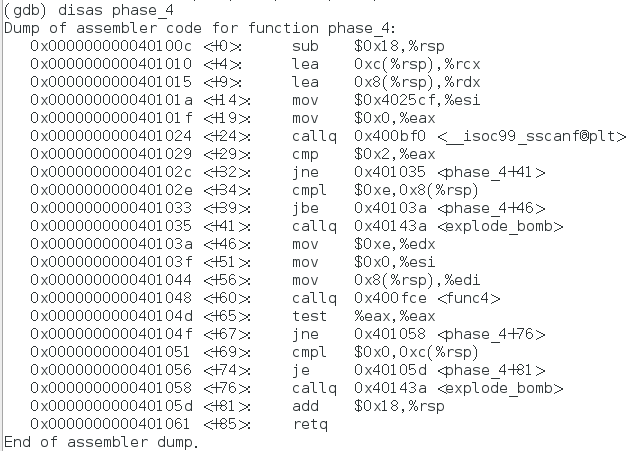 (gdb) disas phase_4
Dump of assembler code for function phase_4:
   0x000000000040100c <+0>:     sub    $0x18,%rsp
   0x0000000000401010 <+4>:     lea    0xc(%rsp),%rcx
   0x0000000000401015 <+9>:     lea    0x8(%rsp),%rdx
   0x000000000040101a <+14>:    mov    $0x4025cf,%esi
   0x000000000040101f <+19>:    mov    $0x0,%eax
   0x0000000000401024 <+24>:    callq  0x400bf0 <__isoc99_sscanf@plt>
   0x0000000000401029 <+29>:    cmp    $0x2,%eax
   0x000000000040102c <+32>:    jne    0x401035 <phase_4+41>
   0x000000000040102e <+34>:    cmpl   $0xe,0x8(%rsp)
   0x0000000000401033 <+39>:    jbe    0x40103a <phase_4+46>
   0x0000000000401035 <+41>:    callq  0x40143a <explode_bomb>
   0x000000000040103a <+46>:    mov    $0xe,%edx
   0x000000000040103f <+51>:    mov    $0x0,%esi
   0x0000000000401044 <+56>:    mov    0x8(%rsp),%edi
   0x0000000000401048 <+60>:    callq  0x400fce <func4>
   0x000000000040104d <+65>:    test   %eax,%eax
   0x000000000040104f <+67>:    jne    0x401058 <phase_4+76>
   0x0000000000401051 <+69>:    cmpl   $0x0,0xc(%rsp)
   0x0000000000401056 <+74>:    je     0x40105d <phase_4+81>
   0x0000000000401058 <+76>:    callq  0x40143a <explode_bomb>
   0x000000000040105d <+81>:    add    $0x18,%rsp
   0x0000000000401061 <+85>:    retq
End of assembler dump.